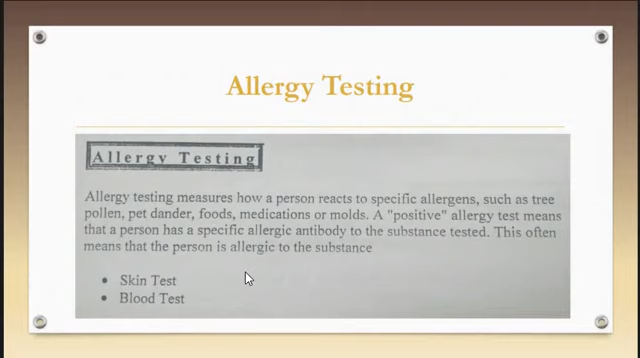 Allergy Testing
Allergy Testing
Allergy testing measures how a person reacts to specific allergens, such as tree
pollen, pet dander, foods, medications or molds. A "positive" allergy test means
that a person has a specific allergic antibody to the substance tested. This often
means that the person is allergic to the substance
• Skin Test
• Blood Test